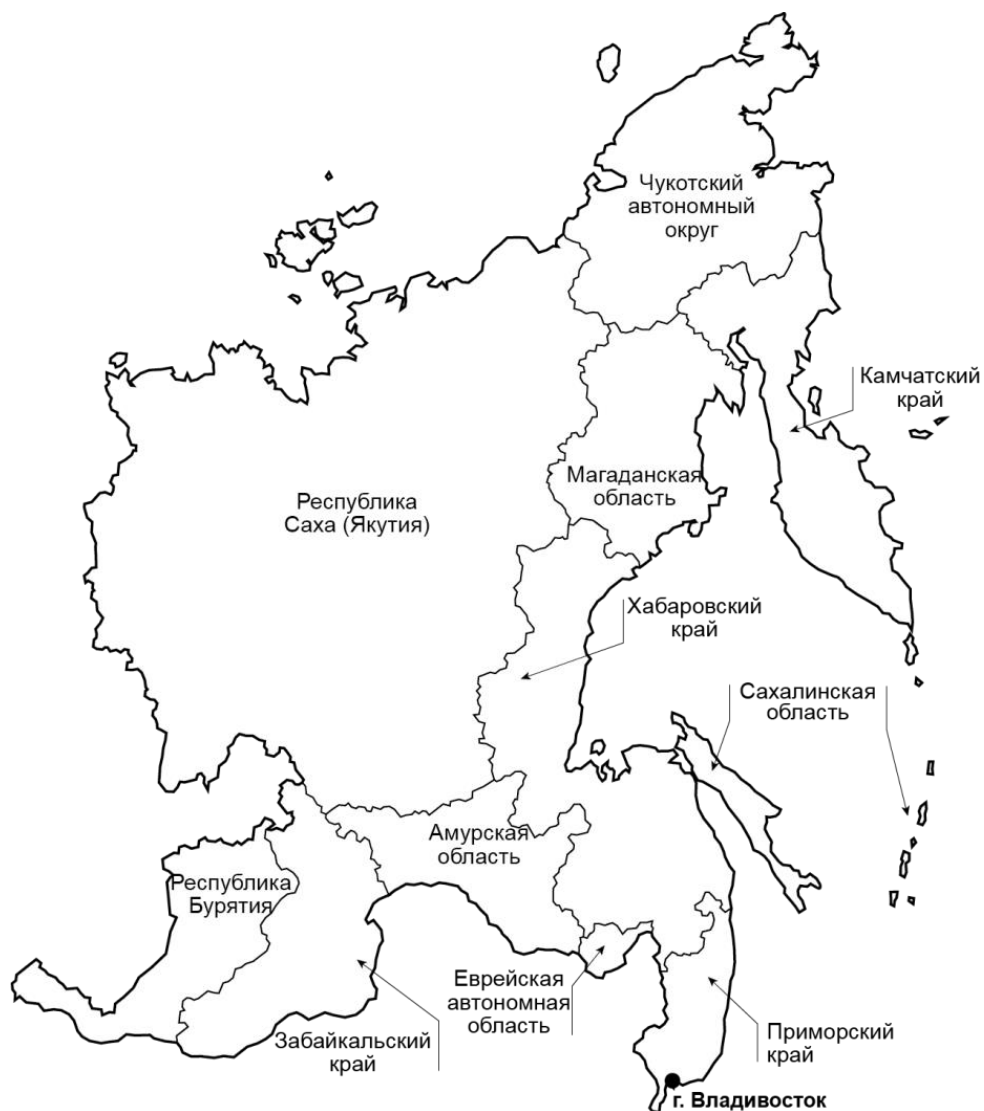 Чукотский
автономный
округ
Камчатский
край
Магаданская
область
Республика
Саха (Якутия)
Хабаровский
край
Сахалинская
область
Амурская
область
Республика
Бурятия
Еврейская
автономная
область
Забайкальский
край
Приморский
край
г. Владивосток